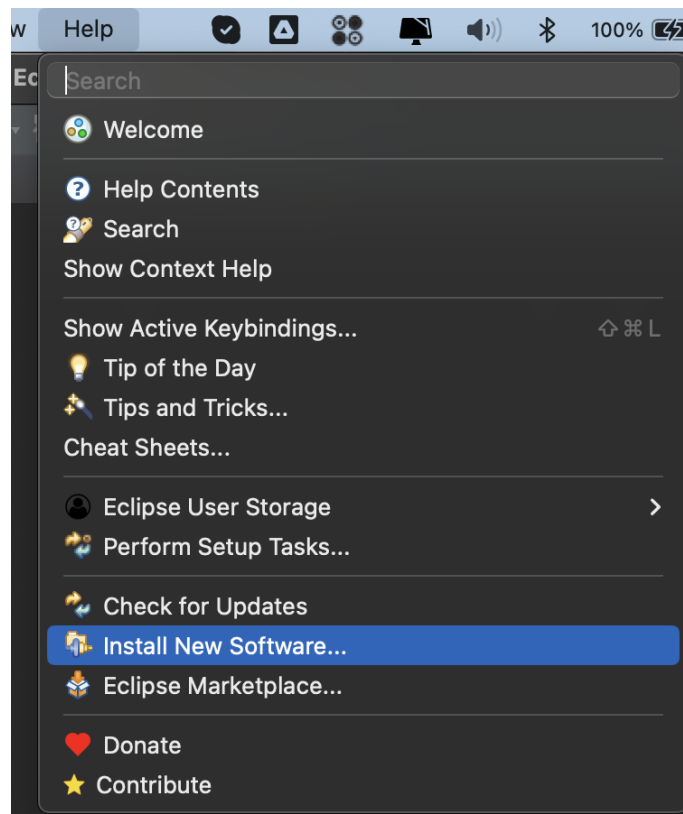 w Help 100%
Ec
Search
Welcome
Help Contents
Search
Show Context Help
Show Active Keybindings... ⇧⌘L
Tip of the Day
Tips and Tricks...
Cheat Sheets...
Eclipse User Storage
Perform Setup Tasks...
Check for Updates
Install New Software...
Eclipse Marketplace...
Donate
Contribute